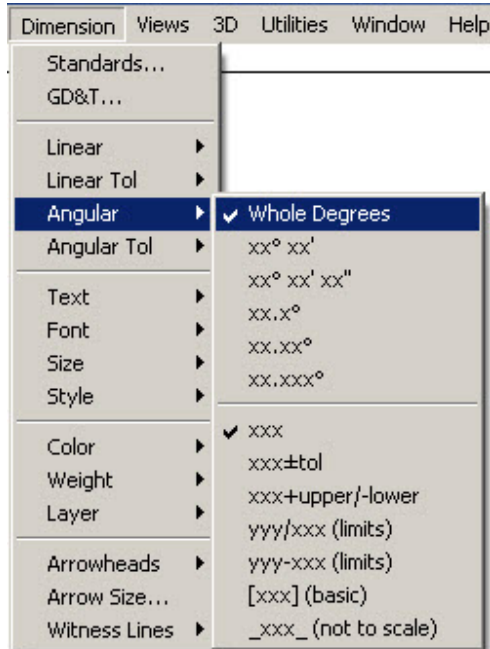 Dimension Views 3D Utilities Window Help
Standards...
GD&T...
Linear
Linear Tol
Angular
Angular Tol
Text
Font
Size
Style
Color
Weight
Layer
Arrowheads
Arrow Size...
Witness Lines
Whole Degrees
xx° xx'
xx° xx' xx"
xx.x°
xx.xx°
xx.xxx°
xxx
xxx±tol
xxx+upper/-lower
yyy/xxx (limits)
yyy-xxx (limits)
[xxx] (basic)
_xxx_ (not to scale)